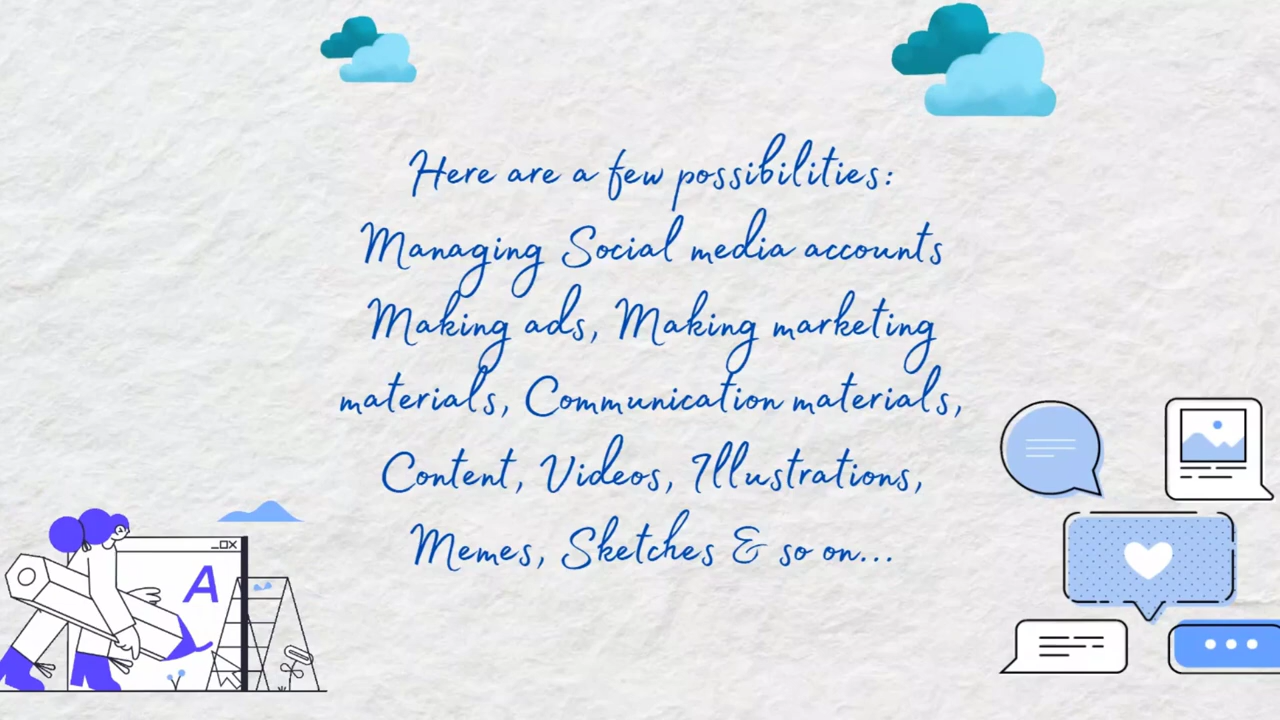 Here are a few possibilities:
Managing Social media accounts
Making ads, Making marketing
materials, Communication materials,
Content, Videos, Illustrations,
Memes, Sketches & so on...
A